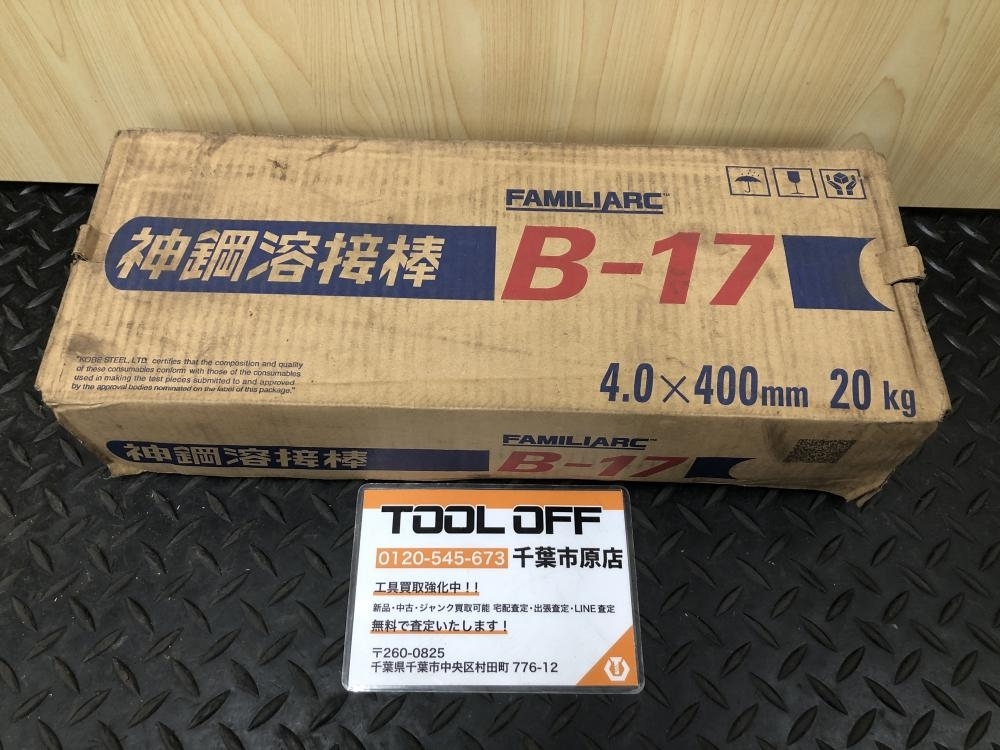 FAMILIARC™
神鋼溶接棒 B-17
"KOBE STEEL, LTD. certifies that the composition and quality
of these consumables conform with those of the consumables
used in making the test pieces submitted to and approved
by the approval bodies nominated on the label of this package."
4.0×400mm 20kg
FAMILIARC™
神鋼溶接棒 B-17
TOOL OFF
0120-545-673 千葉市原店
工具買取強化中!!
新品・中古・ジャンク買取可能 宅配査定・出張査定・LINE査定
無料で査定いたします!
〒260-0825
千葉県千葉市中央区村田町 776-12